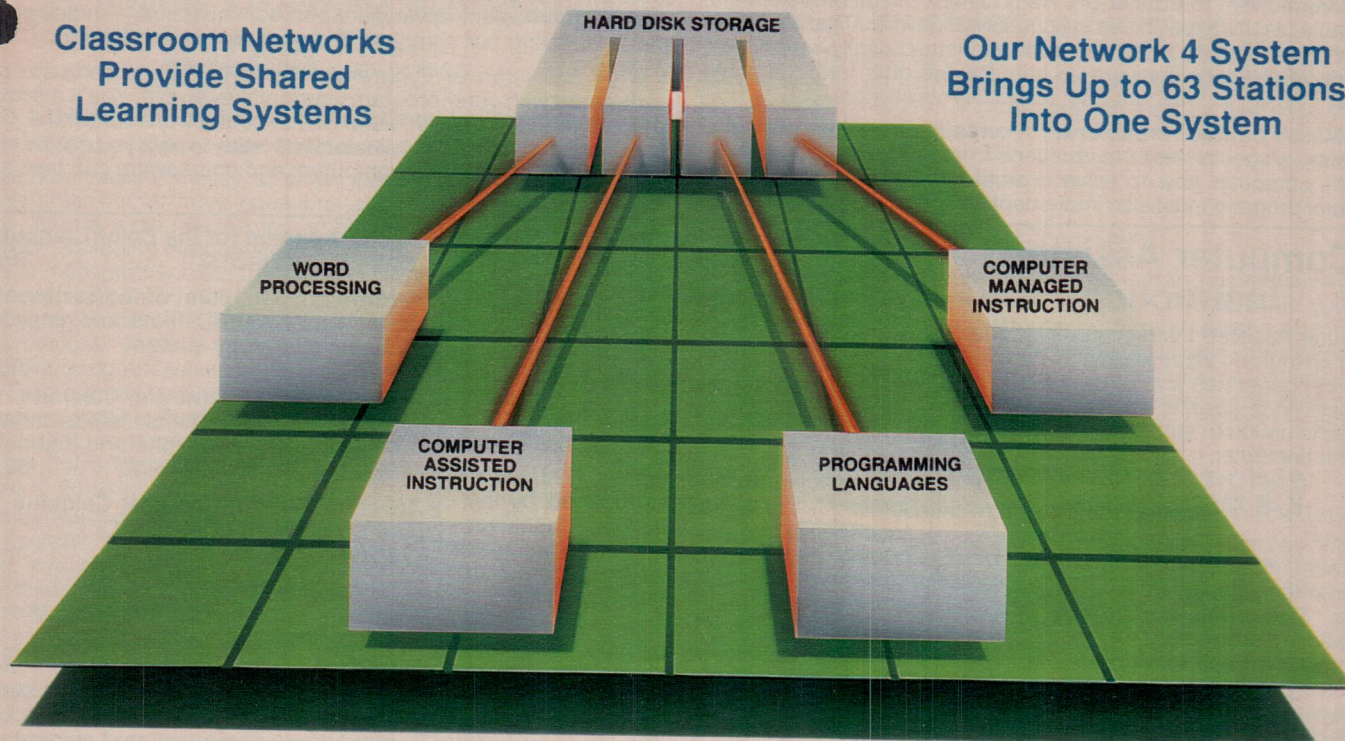 HARD DISK STORAGE
Classroom Networks
Provide Shared
Learning Systems
Our Network 4 System
Brings Up to 63 Stations
Into One System
WORD
PROCESSING
COMPUTER
MANAGED
INSTRUCTION
COMPUTER
ASSISTED
INSTRUCTION
PROGRAMMING
LANGUAGES